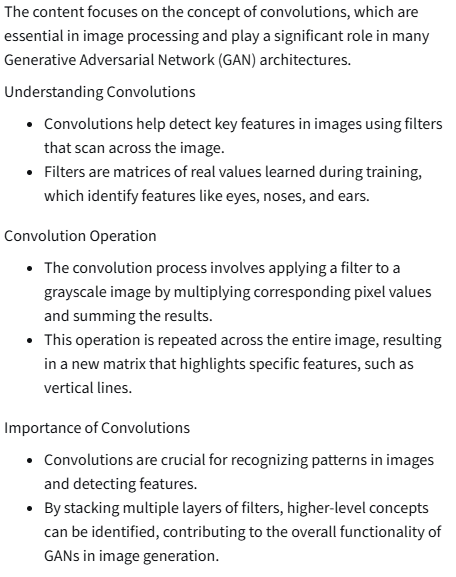 The content focuses on the concept of convolutions, which are
essential in image processing and play a significant role in many
Generative Adversarial Network (GAN) architectures.
Understanding Convolutions
• Convolutions help detect key features in images using filters
that scan across the image.
• Filters are matrices of real values learned during training,
which identify features like eyes, noses, and ears.
Convolution Operation
• The convolution process involves applying a filter to a
grayscale image by multiplying corresponding pixel values
and summing the results.
• This operation is repeated across the entire image, resulting
in a new matrix that highlights specific features, such as
vertical lines.
Importance of Convolutions
• Convolutions are crucial for recognizing patterns in images
and detecting features.
• By stacking multiple layers of filters, higher-level concepts
can be identified, contributing to the overall functionality of
GANs in image generation.